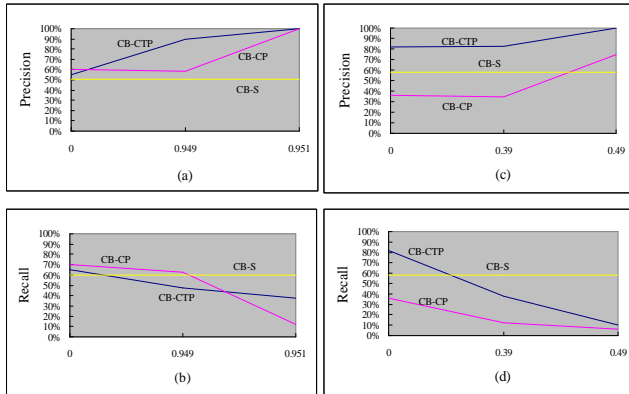 Precision
100%
90%
80%
70%
60%
50%
40%
30%
20%
10%
0%
CB-CTP
CB-CP
CB-S
0
0.949
0.951
(a)
Precision
100%
90%
80%
70%
60%
50%
40%
30%
20%
10%
0%
CB-CTP
CB-S
CB-CP
0
0.39
0.49
(c)
Recall
100%
90%
80%
70%
60%
50%
40%
30%
20%
10%
0%
CB-CP
CB-S
CB-CTP
0
0.949
0.951
(b)
Recall
100%
90%
80%
70%
60%
50%
40%
30%
20%
10%
0%
CB-CTP
CB-S
CB-CP
0
0.39
0.49
(d)